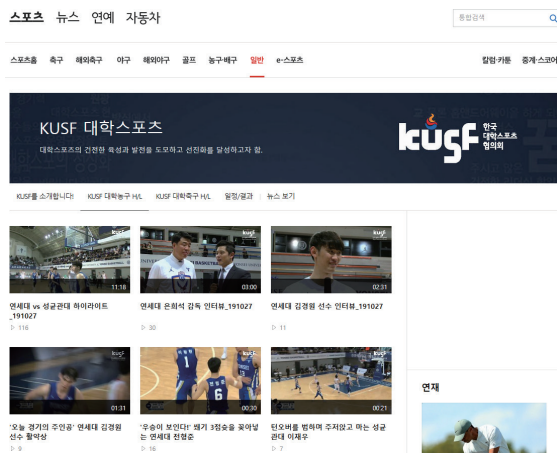 스포츠 뉴스 연예 자동차
통합검색
스포츠홈 축구 해외축구 야구 해외야구 골프 농구·배구 일반 e-스포츠 칼럼·카툰 중계·스코어
KUSF 대학스포츠
대학스포츠의 건전한 육성과 발전을 도모하고 선진화를 달성하고자 함.
kusf 한국
대학스포츠
협의회
KUSF를 소개합니다! KUSF 대학농구 H/L KUSF 대학축구 H/L 일정/결과 뉴스 보기
kusf kusf kusf
11:18 03:00 02:31
연세대 vs 성균관대 하이라이트_191027
116
연세대 은희석 감독 인터뷰_191027
30
연세대 김경원 선수 인터뷰_191027
11
kusf kusf kusf
1 6
01:31 00:30 00:21
'오늘 경기의 주인공' 연세대 김경원
선수 활약상
9
'우승이 보인다!' 쐐기 3점슛을 꽂아넣
는 연세대 전형준
16
턴오버를 범하며 주저앉고 마는 성균
관대 이재우
7
연재